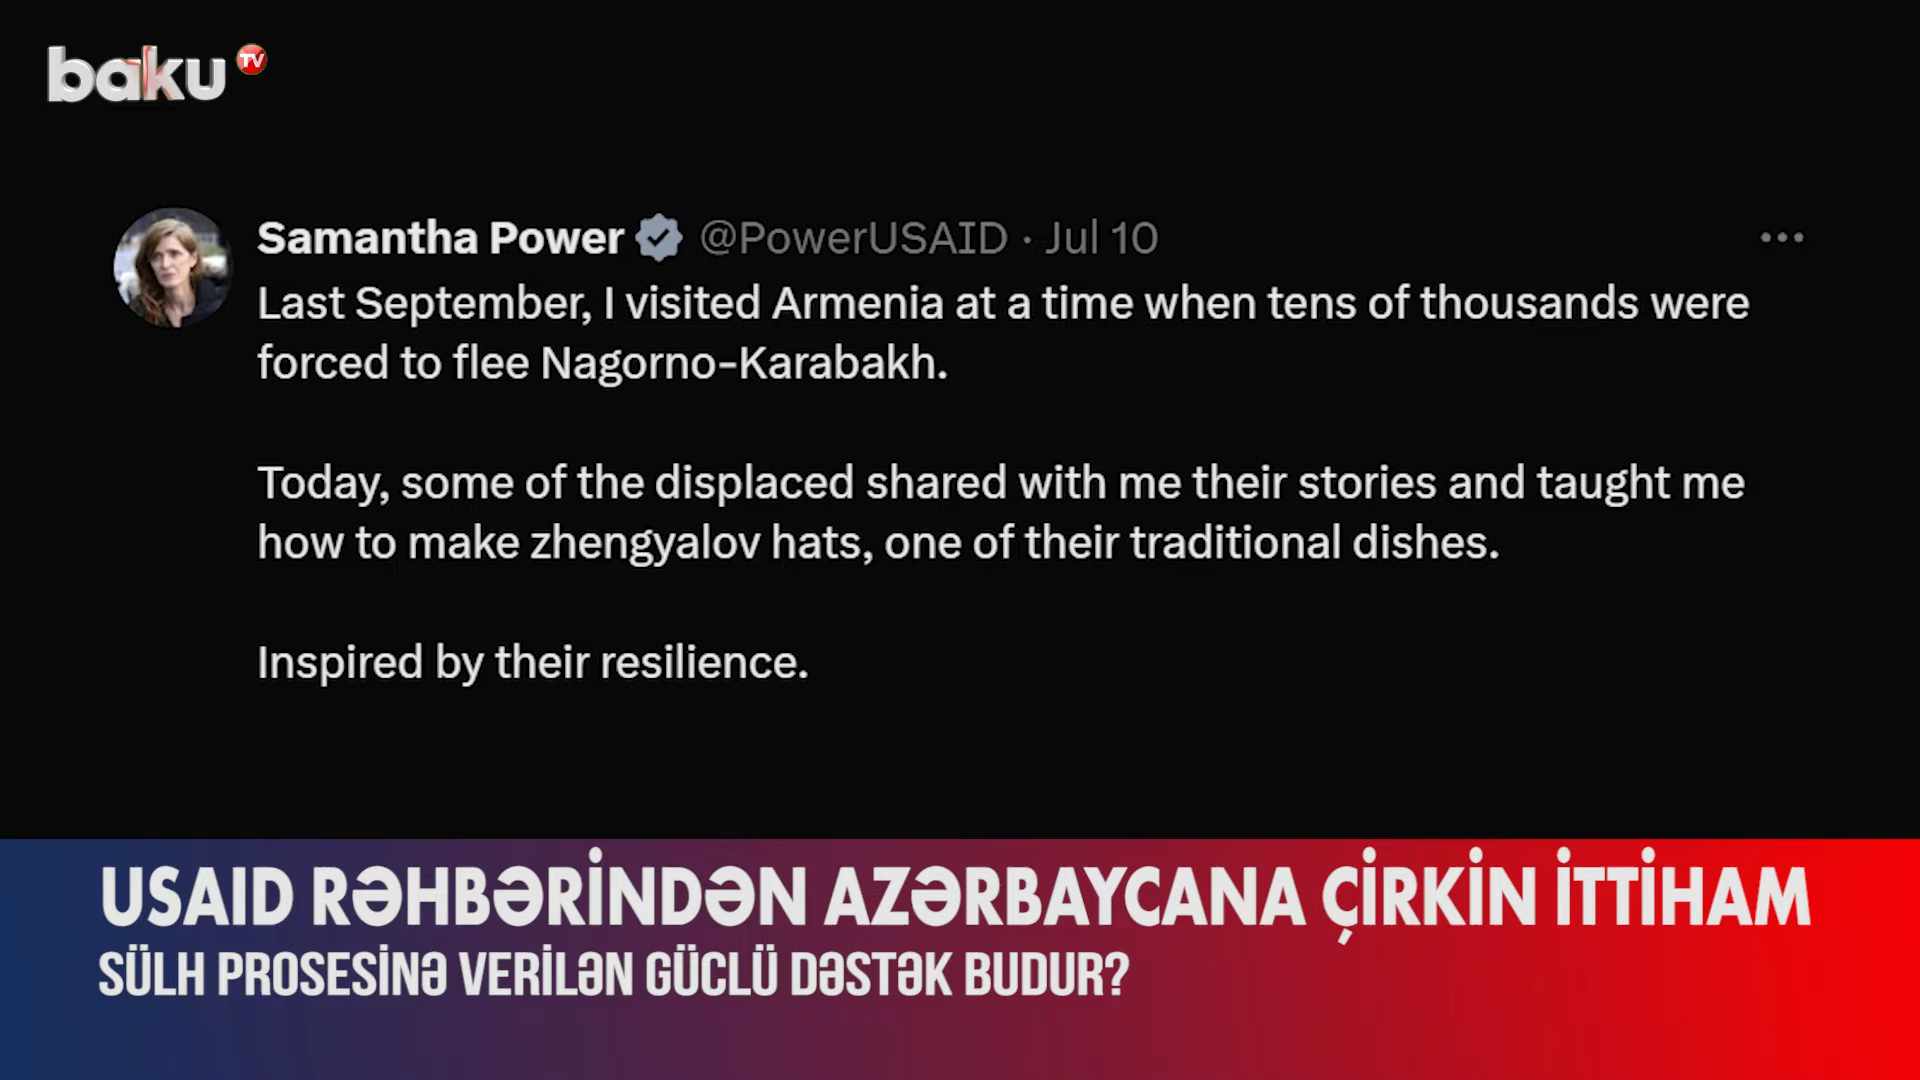 baku TV
Samantha Power @PowerUSAID · Jul 10
Last September, I visited Armenia at a time when tens of thousands were
forced to flee Nagorno-Karabakh.
Today, some of the displaced shared with me their stories and taught me
how to make zhengyalov hats, one of their traditional dishes.
Inspired by their resilience.
USAID RƏHBƏRİNDƏN AZƏRBAYCANA ÇİRKİN İTTİHAM
SÜLH PROSESİNƏ VERİLƏN GÜCLÜ DƏSTƏK BUDUR?